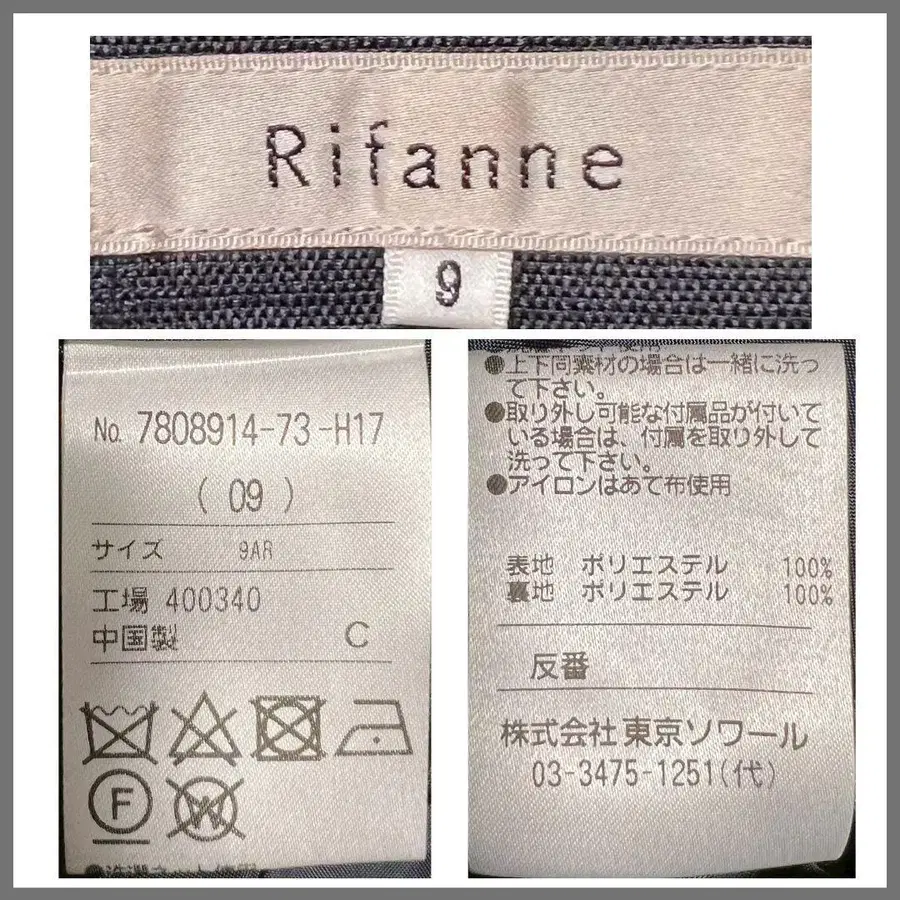 Rifanne
9
No. 7808914-73-H17
( 09 )
サイズ 9AR
工場 400340
中国製 C
F
W
●上下同素材の場合は一緒に洗っ
て下さい。
●取り外し可能な付属品が付いて
いる場合は、付属を取り外して
洗って下さい。
●アイロンはあて布使用
表地 ポリエステル 100%
裏地 ポリエステル 100%
反番
株式会社東京ソワール
03-3475-1251(代)